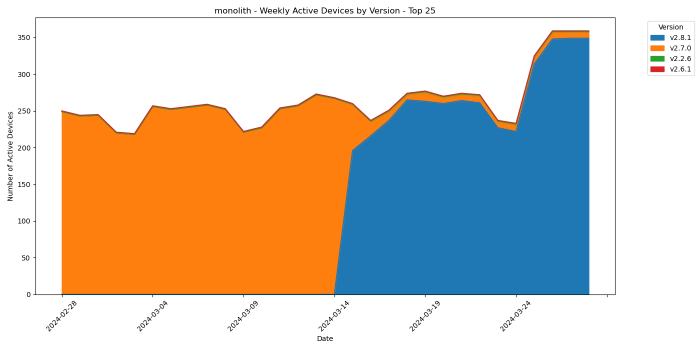 monolith - Weekly Active Devices by Version - Top 25
Number of Active Devices
350
300
250
200
150
100
50
0
2024-02-28
2024-03-04
2024-03-09
2024-03-14
2024-03-19
2024-03-24
Date
Version
v2.8.1
v2.7.0
v2.2.6
v2.6.1